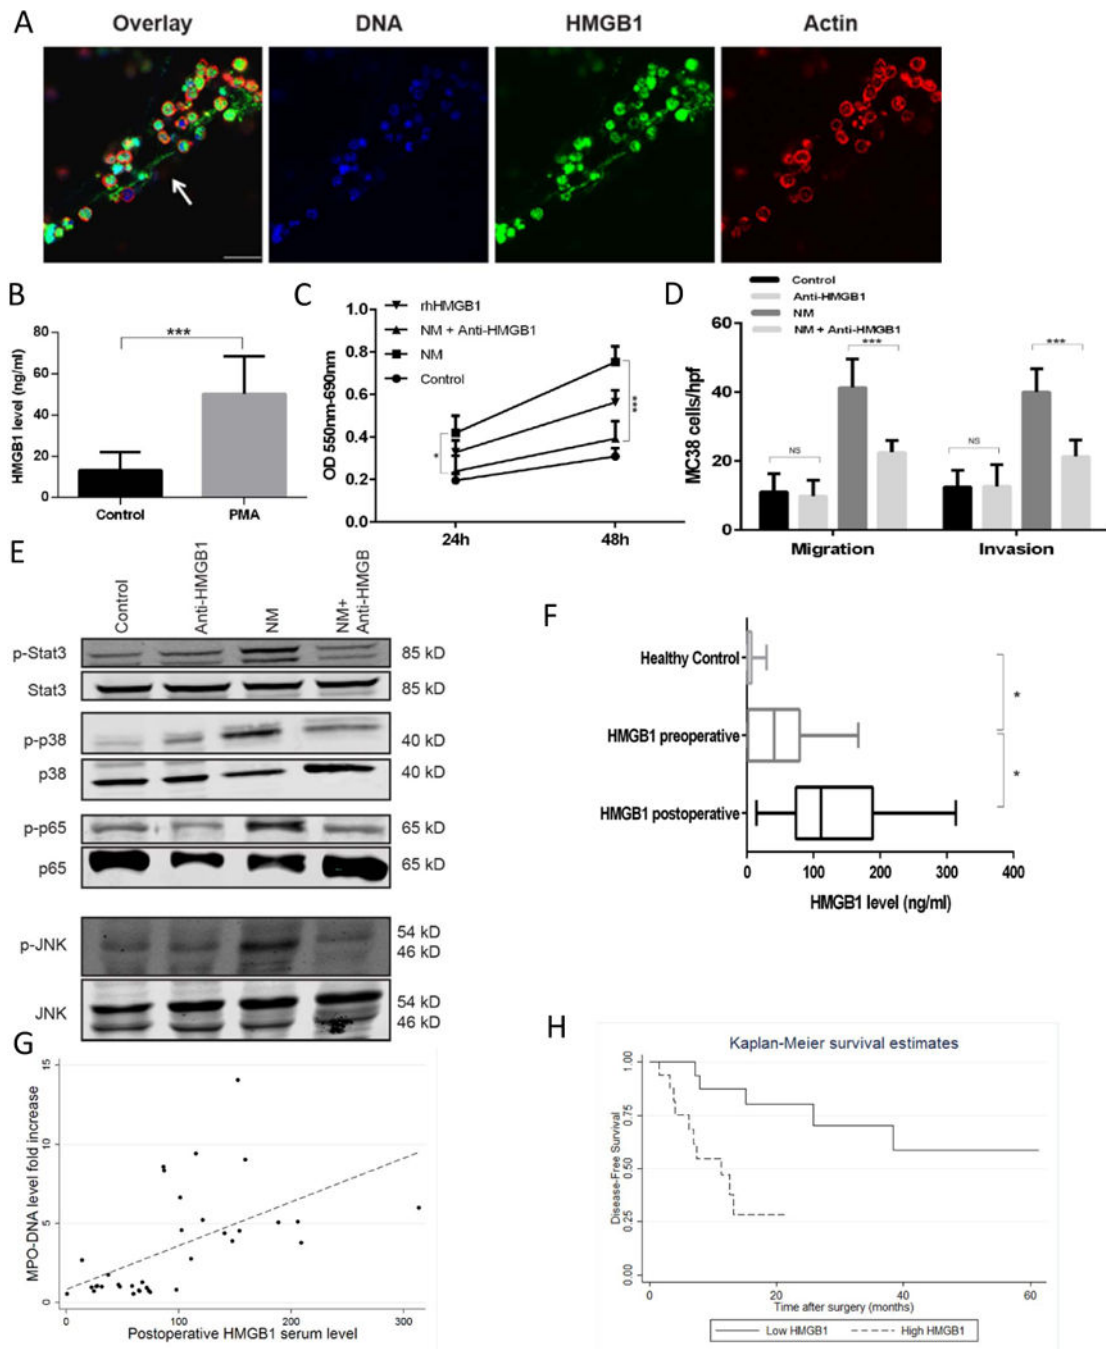 A
Overlay
DNA
HMGB1
Actin
B
HMGB1 level (ng/ml)
80
60
40
20
0
***
Control
PMA
C
rhHMGB1
NM + Anti-HMGB1
NM
Control
OD 550nm-690nm
1.0
0.8
0.6
0.4
0.2
0.0
*
***
24h
48h
D
Control
Anti-HMGB1
NM
NM + Anti-HMGB1
MC38 cells/hpf
60
40
20
0
NS
***
NS
***
Migration
Invasion
E
Control
Anti-HMGB1
NM
NM+
Anti-HMGB
p-Stat3
85 kD
Stat3
85 kD
p-p38
40 kD
p38
40 kD
p-p65
65 kD
p65
65 kD
p-JNK
54 kD
46 kD
JNK
54 kD
46 kD
F
Healthy Control
HMGB1 preoperative
HMGB1 postoperative
*
*
0
100
200
300
400
HMGB1 level (ng/ml)
G
MPO-DNA level fold increase
15
10
5
0
0
100
200
300
Postoperative HMGB1 serum level
H
Kaplan-Meier survival estimates
Disease-Free Survival
1.00
0.75
0.50
0.25
0.00
0
20
40
60
Time after surgery (months)
Low HMGB1
High HMGB1